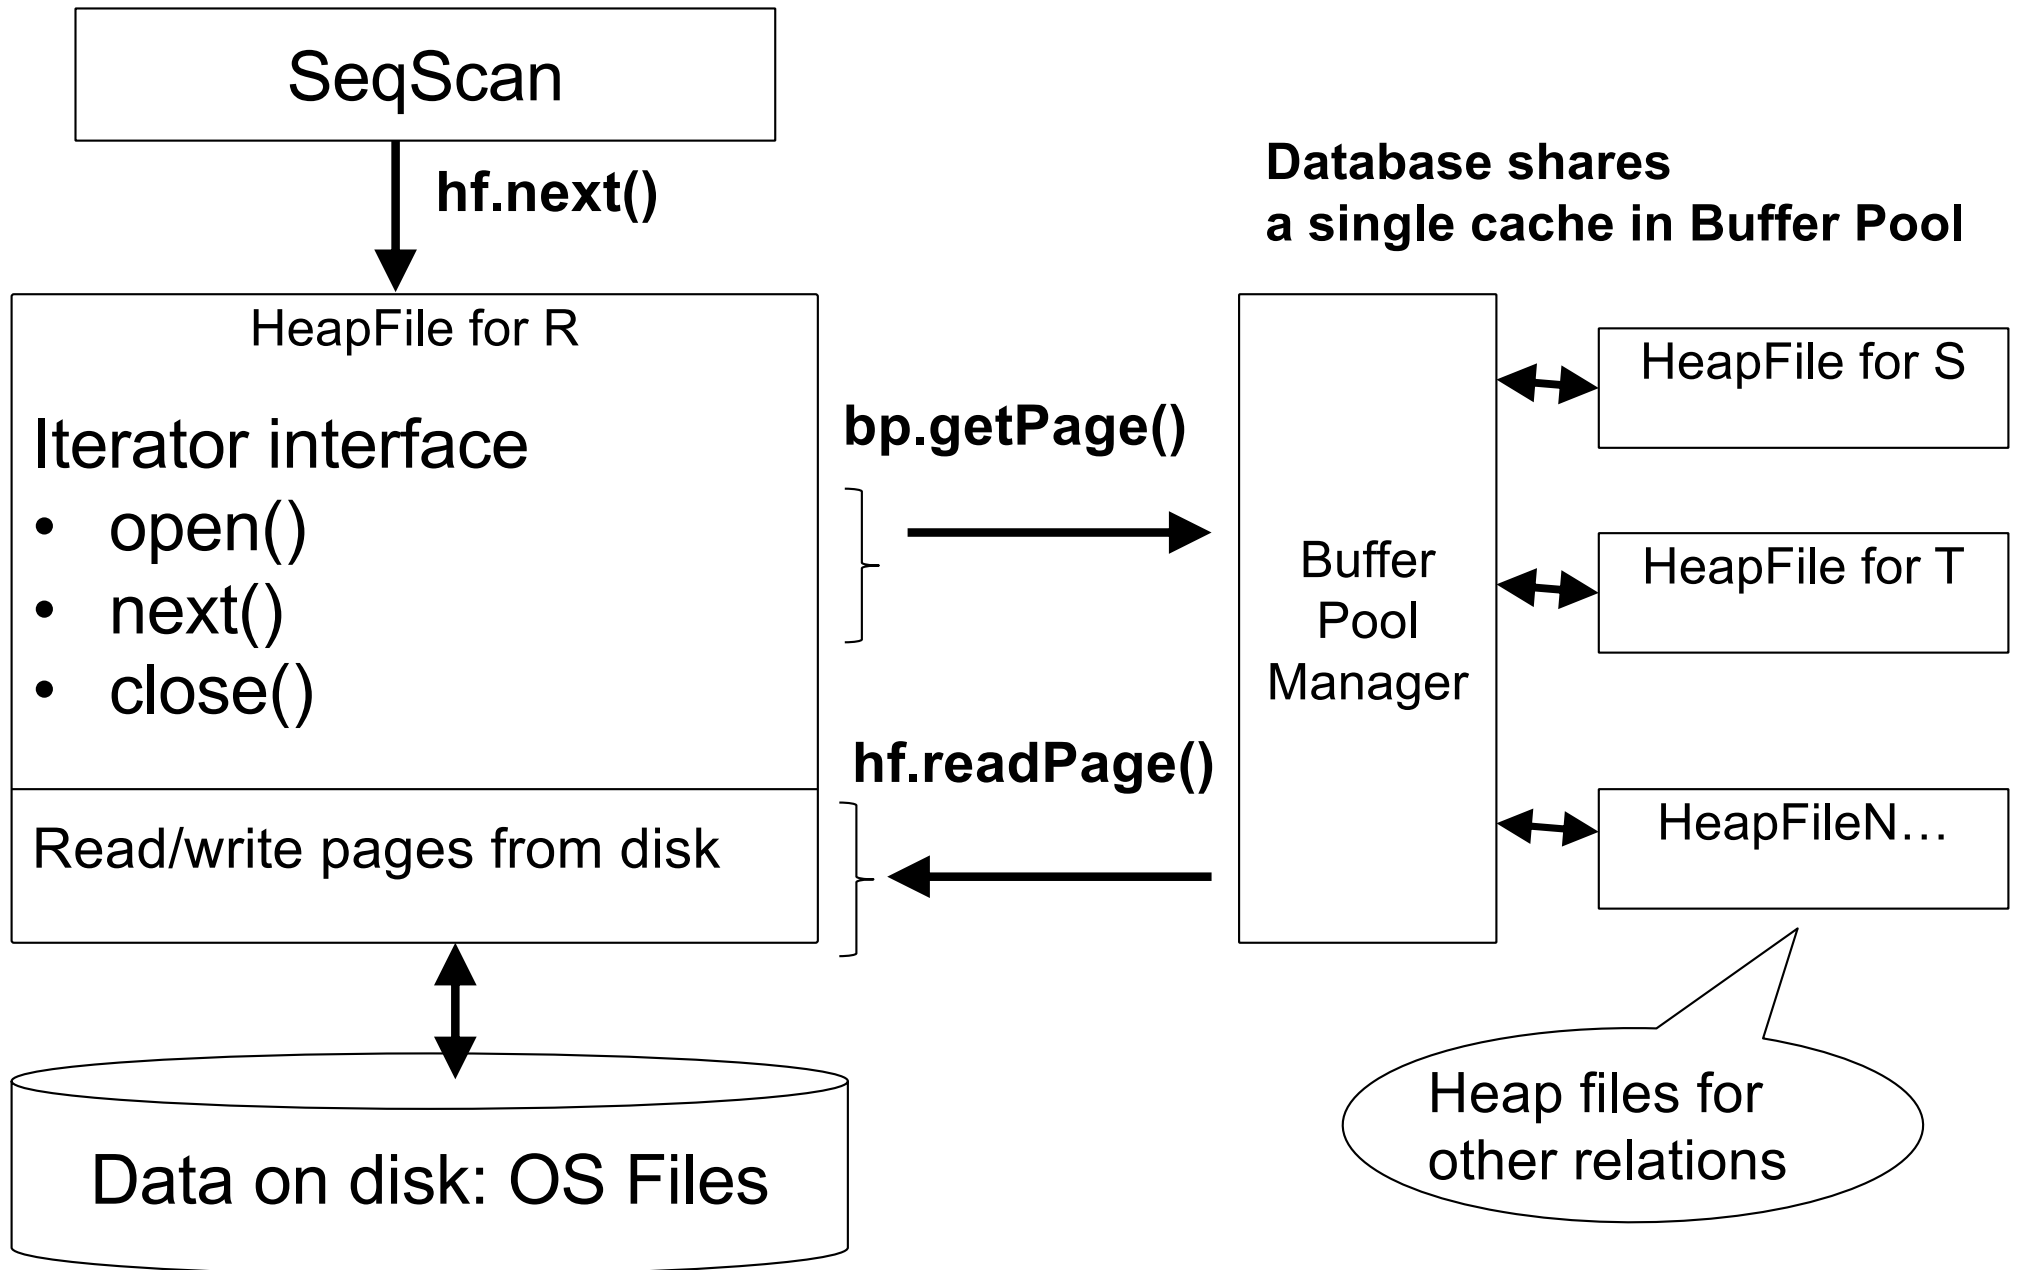 SeqScan
hf.next()
Database shares
a single cache in Buffer Pool
HeapFile for R
Iterator interface
• open()
• next()
• close()
Read/write pages from disk
bp.getPage()
hf.readPage()
Buffer
Pool
Manager
HeapFile for S
HeapFile for T
HeapFileN…
Data on disk: OS Files
Heap files for
other relations